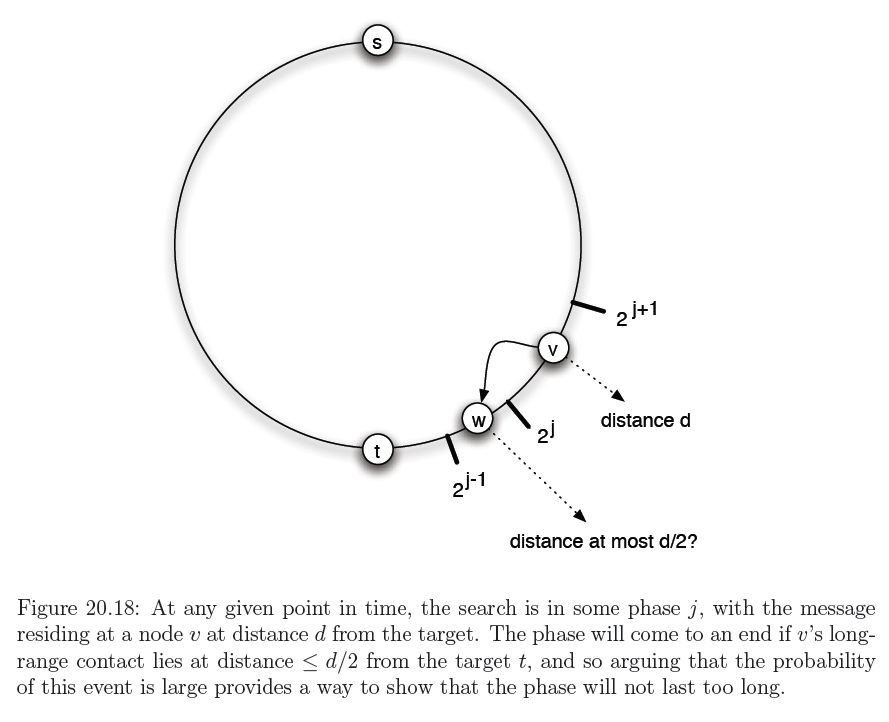 s
2 j+1
v
distance d
w
2 j
t
2 j-1
distance at most d/2?
Figure 20.18: At any given point in time, the search is in some phase j, with the message
residing at a node v at distance d from the target. The phase will come to an end if v's long-
range contact lies at distance ≤ d/2 from the target t, and so arguing that the probability
of this event is large provides a way to show that the phase will not last too long.